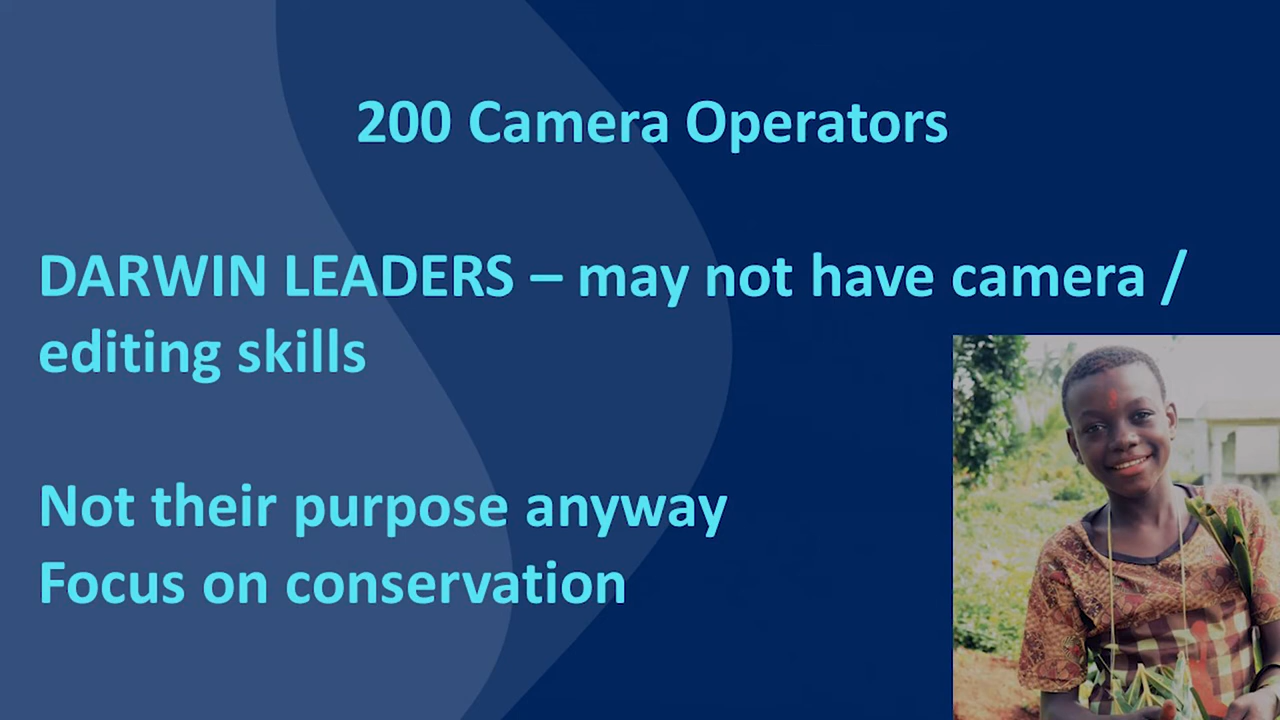 200 Camera Operators
DARWIN LEADERS – may not have camera /
editing skills
Not their purpose anyway
Focus on conservation